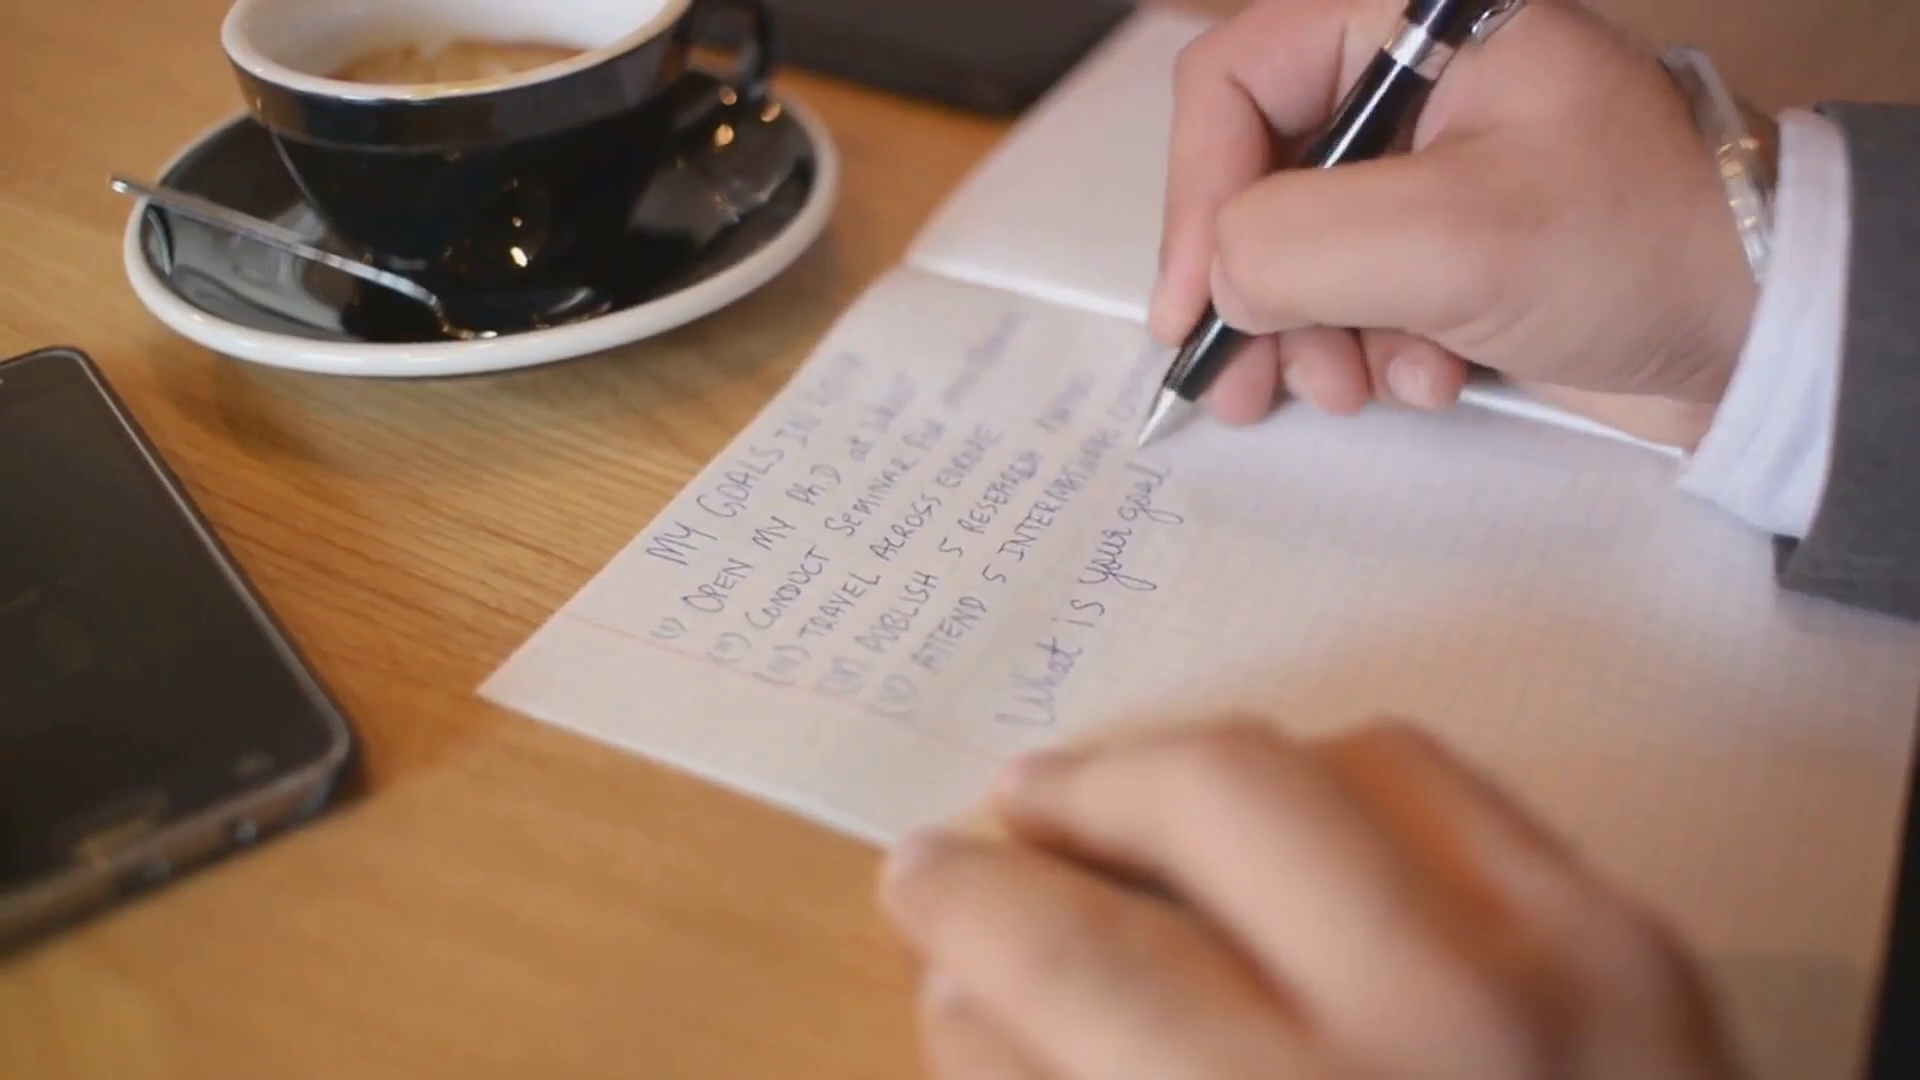 MY GOALS IN
(I) OPEN MY Ph.D at
(II) CONDUCT SEMINAR For
(III) TRAVEL ACROSS EUROPE
(IV) PUBLISH 5 RESEARCH
(V) ATTEND 5 INTERNATIONAL
What is your goal